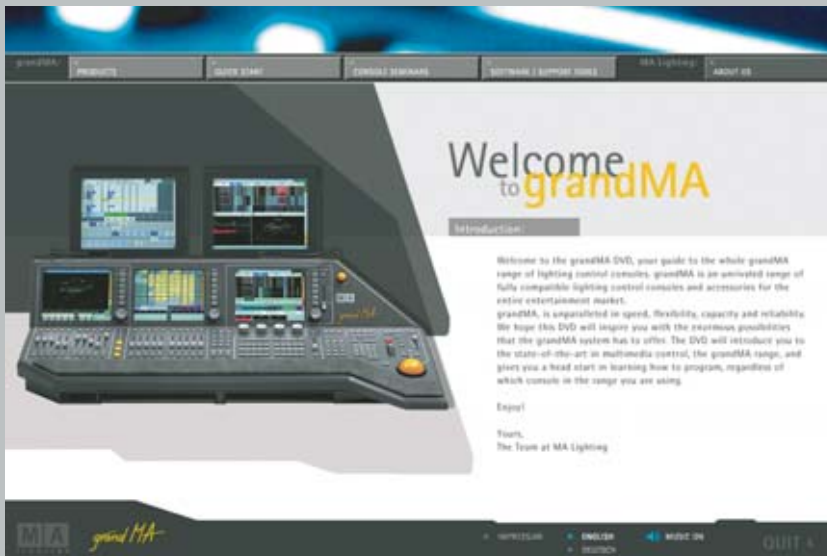 grandMA:
PRODUCTS
QUICK START
CONSOLE SEMINARS
SOFTWARE / SUPPORT TOOLS
MA Lighting:
ABOUT US
Welcome
to grandMA
Introduction:
Welcome to the grandMA DVD, your guide to the whole grandMA
range of lighting control consoles. grandMA is an unrivated range of
fully compatible lighting control consoles and accessories for the
entire entertainment market.
grandMA, is unparalleled in speed, flexibility, capacity and reliability.
We hope this DVD will inspire you with the enormous possibilities
that the grandMA system has to offer. The DVD will introduce you to
the state-of-the-art in multimedia control, the grandMA range, and
gives you a head start in learning how to program, regardless of
which console in the range you are using.
Enjoy!
Yours,
The Team at MA Lighting
grandMA
MA
grandMA
IMPRESSUM
ENGLISH
DEUTSCH
MUSIC ON
QUIT